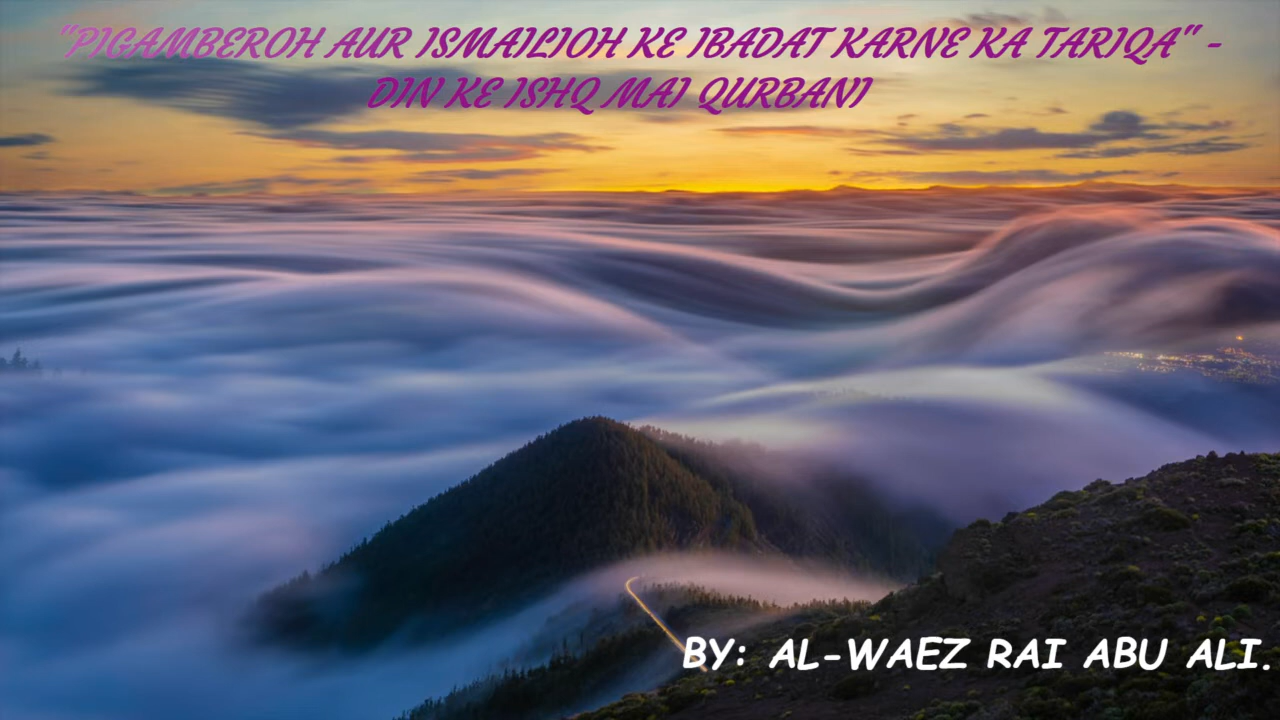 "PIGAMBEROH AUR ISMAILIOH KE IBADAT KARNE KA TARIQA" -
DIN KE ISHQ MAI QURBANI
BY: AL-WAEZ RAI ABU ALI.